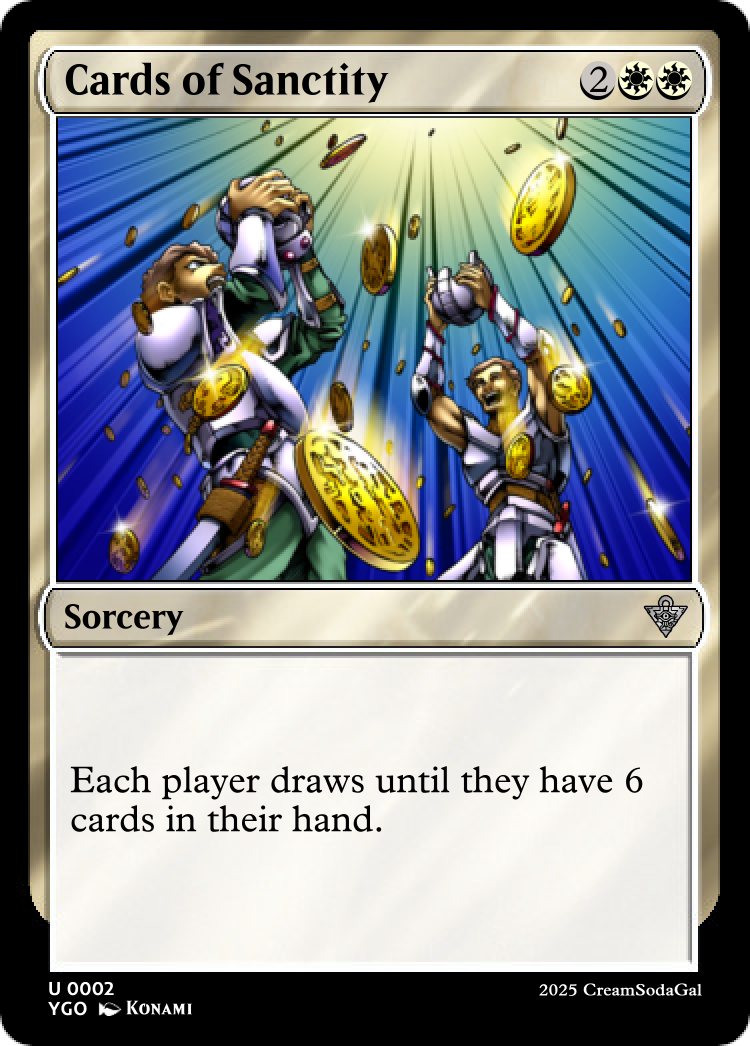 Cards of Sanctity 2
Sorcery
Each player draws until they have 6
cards in their hand.
U 0002
YGO KONAMI
2025 CreamSodaGal